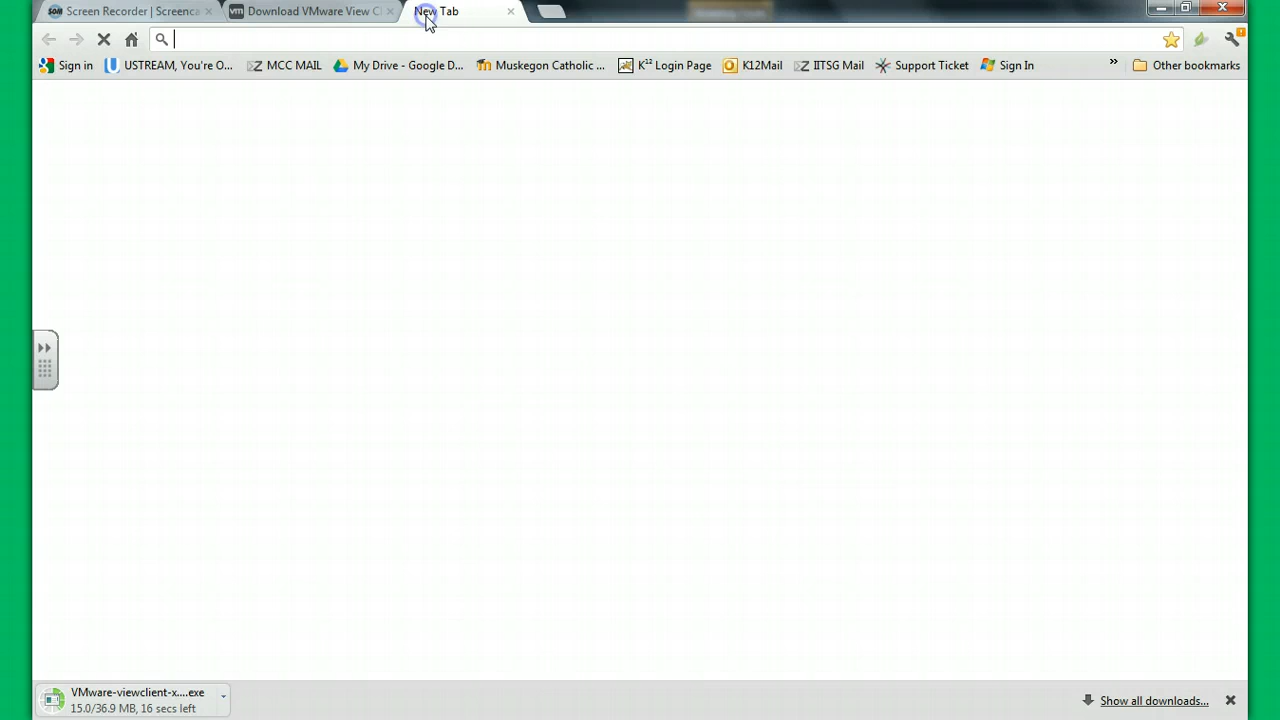 Screen Recorder | Screenca
Download VMware View Cl
New Tab
Sign in
USTREAM, You're O...
MCC MAIL
My Drive - Google D...
Muskegon Catholic ...
K¹² Login Page
K12Mail
IITSG Mail
Support Ticket
Sign In
Other bookmarks
VMware-viewclient-x....exe
15.0/36.9 MB, 16 secs left
Show all downloads...